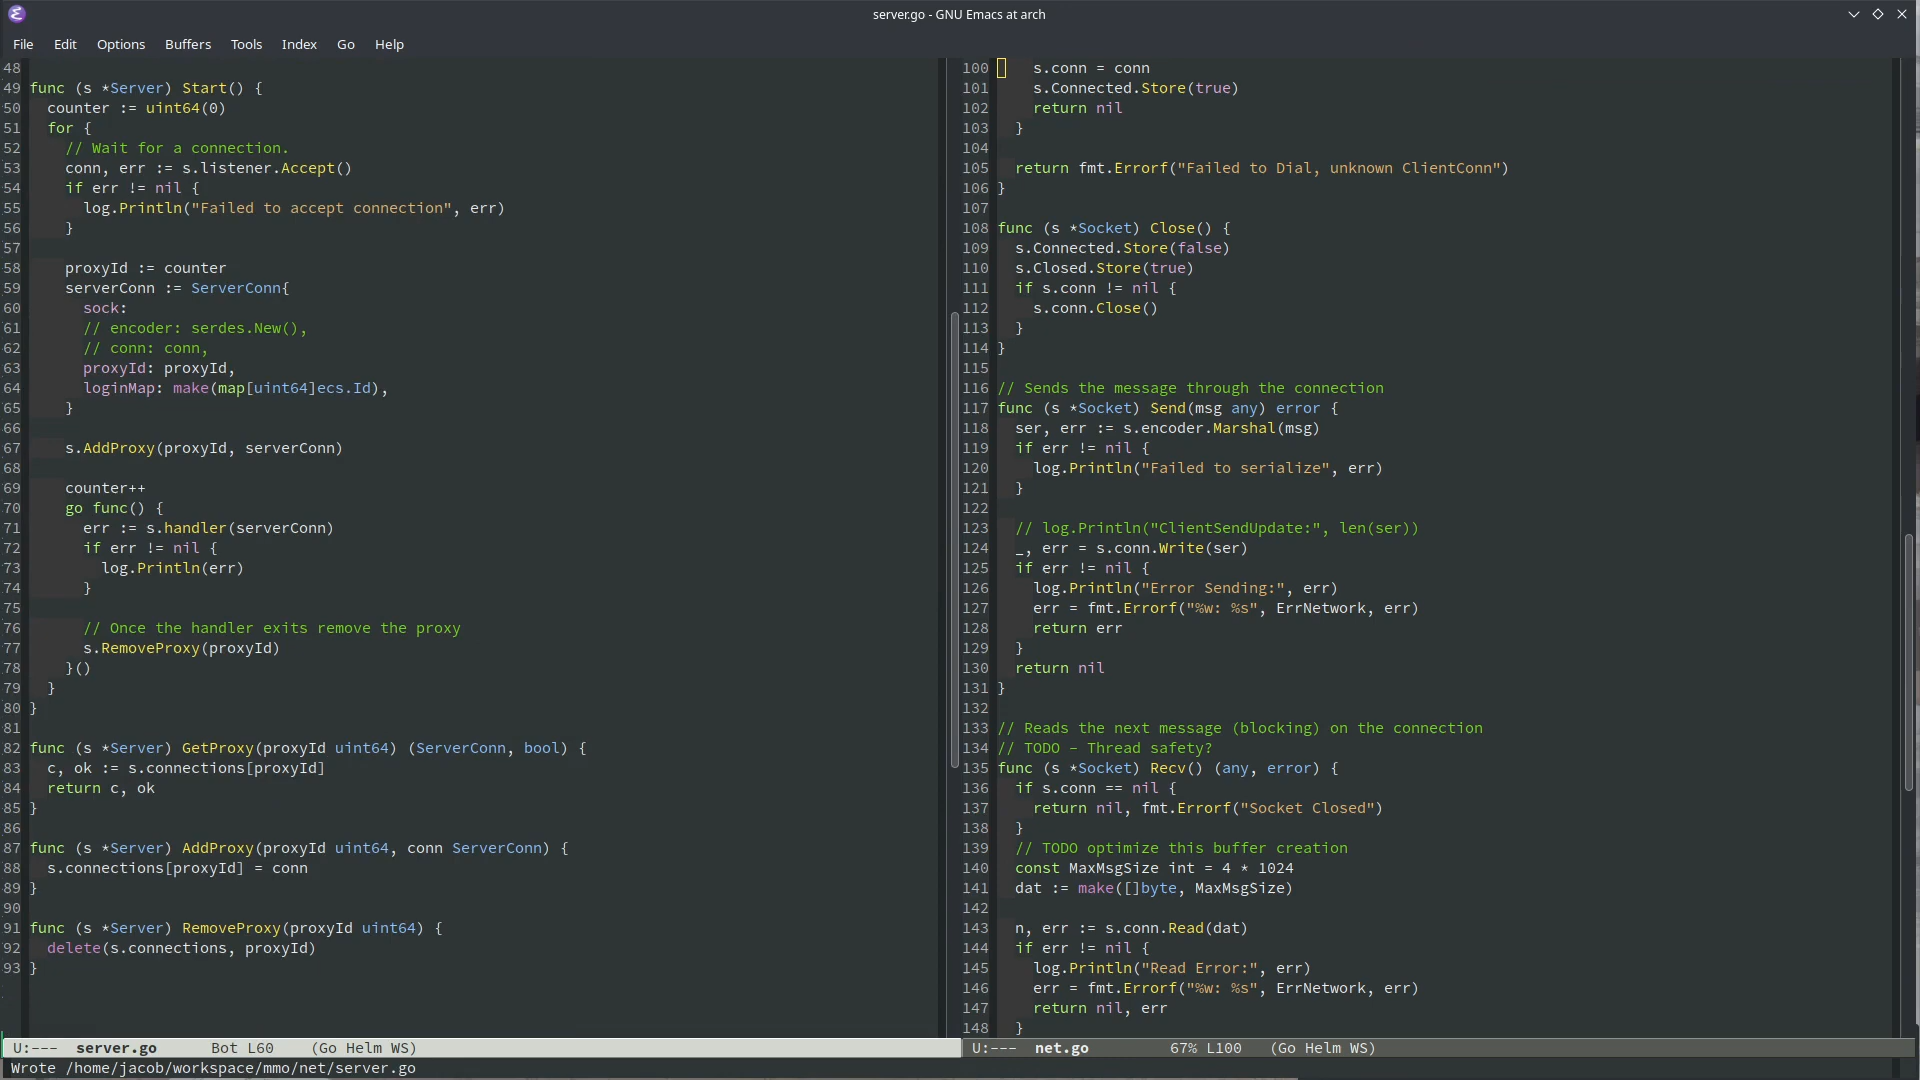 server.go - GNU Emacs at arch
File Edit Options Buffers Tools Index Go Help
48
49 func (s *Server) Start() {
50   counter := uint64(0)
51   for {
52     // Wait for a connection.
53     conn, err := s.listener.Accept()
54     if err != nil {
55       log.Println("Failed to accept connection", err)
56     }
57
58     proxyId := counter
59     serverConn := ServerConn{
60       sock:
61       // encoder: serdes.New(),
62       // conn: conn,
63       proxyId: proxyId,
64       loginMap: make(map[uint64]ecs.Id),
65     }
66
67     s.AddProxy(proxyId, serverConn)
68
69     counter++
70     go func() {
71       err := s.handler(serverConn)
72       if err != nil {
73         log.Println(err)
74       }
75
76       // Once the handler exits remove the proxy
77       s.RemoveProxy(proxyId)
78     }()
79   }
80 }
81
82 func (s *Server) GetProxy(proxyId uint64) (ServerConn, bool) {
83   c, ok := s.connections[proxyId]
84   return c, ok
85 }
86
87 func (s *Server) AddProxy(proxyId uint64, conn ServerConn) {
88   s.connections[proxyId] = conn
89 }
90
91 func (s *Server) RemoveProxy(proxyId uint64) {
92   delete(s.connections, proxyId)
93 }
U:--- server.go Bot L60 (Go Helm WS)
100     s.conn = conn
101     s.Connected.Store(true)
102     return nil
103   }
104
105   return fmt.Errorf("Failed to Dial, unknown ClientConn")
106 }
107
108 func (s *Socket) Close() {
109   s.Connected.Store(false)
110   s.Closed.Store(true)
111   if s.conn != nil {
112     s.conn.Close()
113   }
114 }
115
116 // Sends the message through the connection
117 func (s *Socket) Send(msg any) error {
118   ser, err := s.encoder.Marshal(msg)
119   if err != nil {
120     log.Println("Failed to serialize", err)
121   }
122
123   // log.Println("ClientSendUpdate:", len(ser))
124   _, err = s.conn.Write(ser)
125   if err != nil {
126     log.Println("Error Sending:", err)
127     err = fmt.Errorf("%w: %s", ErrNetwork, err)
128     return err
129   }
130   return nil
131 }
132
133 // Reads the next message (blocking) on the connection
134 // TODO - Thread safety?
135 func (s *Socket) Recv() (any, error) {
136   if s.conn == nil {
137     return nil, fmt.Errorf("Socket Closed")
138   }
139   // TODO optimize this buffer creation
140   const MaxMsgSize int = 4 * 1024
141   dat := make([]byte, MaxMsgSize)
142
143   n, err := s.conn.Read(dat)
144   if err != nil {
145     log.Println("Read Error:", err)
146     err = fmt.Errorf("%w: %s", ErrNetwork, err)
147     return nil, err
148   }
U:--- net.go 67% L100 (Go Helm WS)
Wrote /home/jacob/workspace/mmo/net/server.go